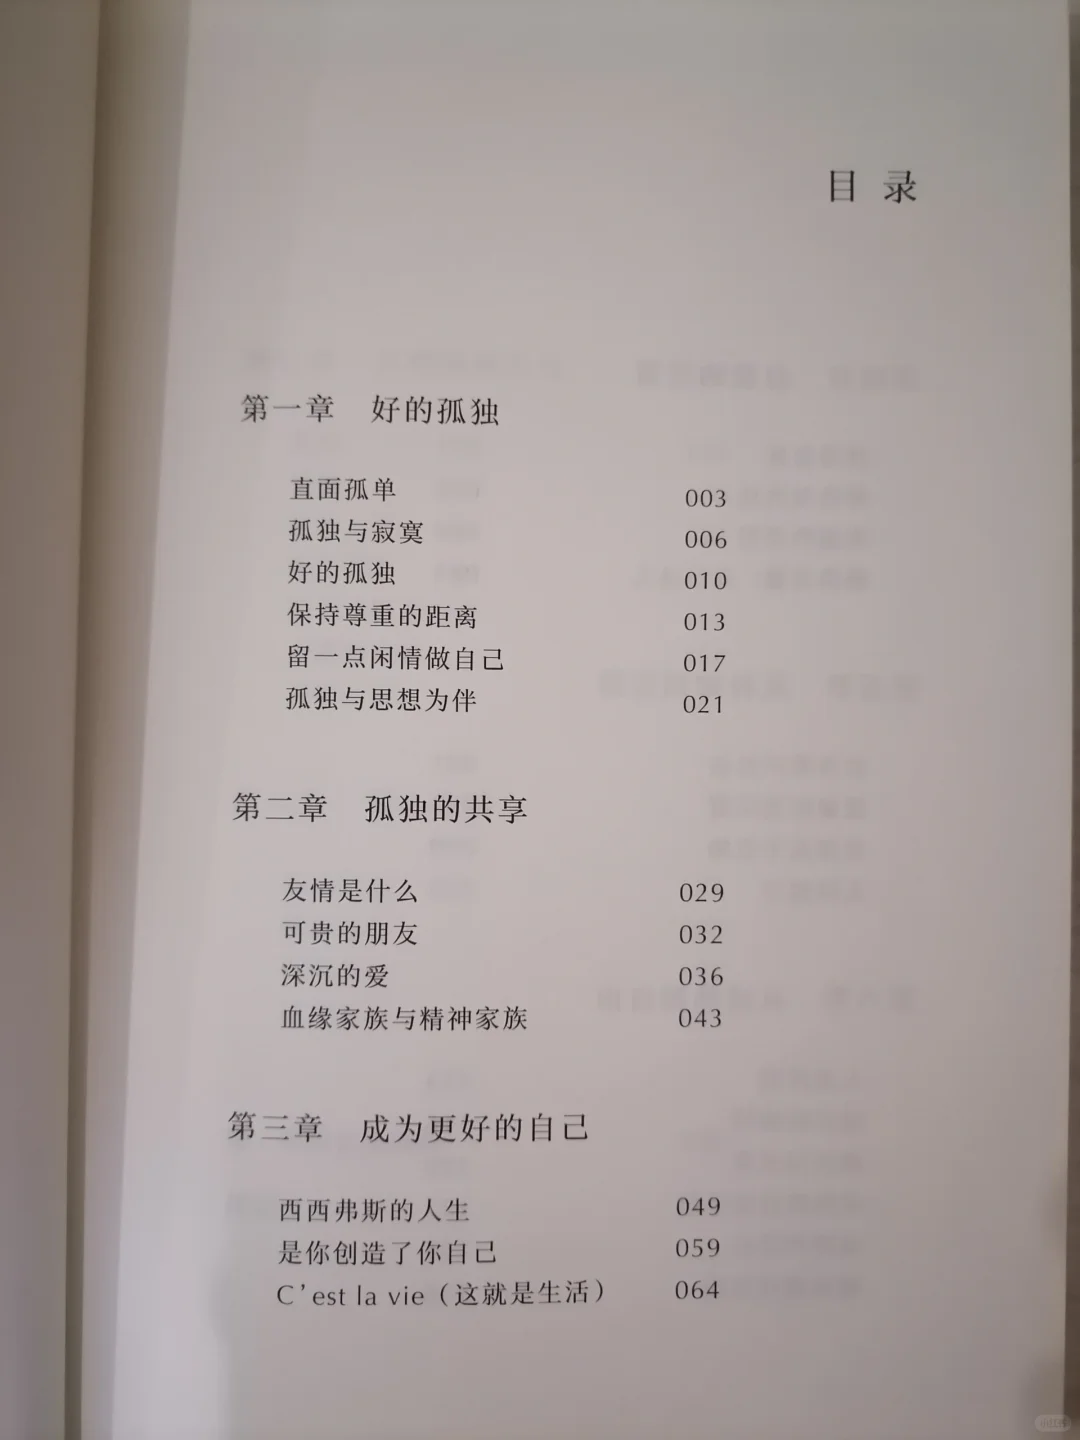 目 录
第一章 好的孤独
直面孤单 003
孤独与寂寞 006
好的孤独 010
保持尊重的距离 013
留一点闲情做自己 017
孤独与思想为伴 021
第二章 孤独的共享
友情是什么 029
可贵的朋友 032
深沉的爱 036
血缘家族与精神家族 043
第三章 成为更好的自己
西西弗斯的人生 049
是你创造了你自己 059
C’est la vie（这就是生活） 064